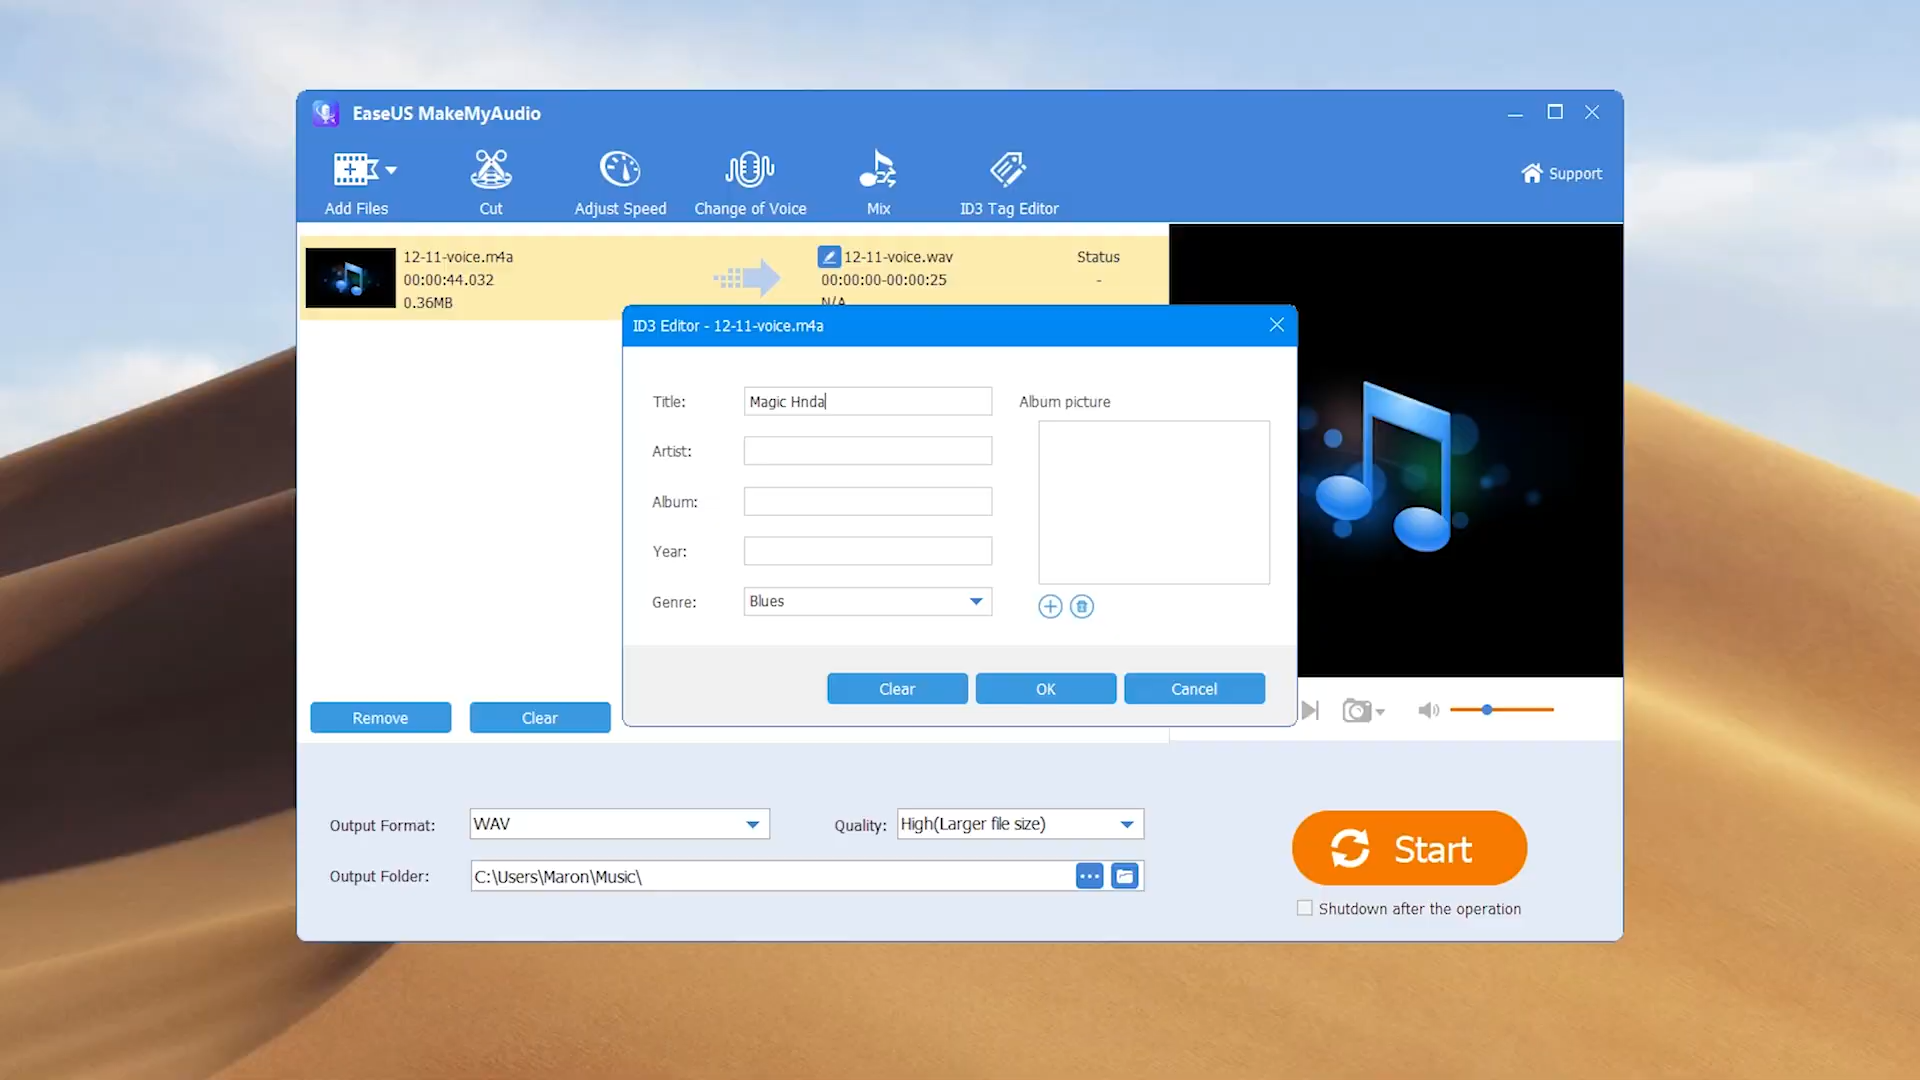 EaseUS MakeMyAudio
Add Files
Cut
Adjust Speed
Change of Voice
Mix
ID3 Tag Editor
Support
12-11-voice.m4a
00:00:44.032
0.36MB
12-11-voice.wav
00:00:00-00:00:25
N/A
Status
-
ID3 Editor - 12-11-voice.m4a
Title:
Magic Hnda
Album picture
Artist:
Album:
Year:
Genre:
Blues
Clear
OK
Cancel
Remove
Clear
Output Format:
WAV
Quality:
High(Larger file size)
Output Folder:
C:\Users\Maron\Music\
Start
Shutdown after the operation